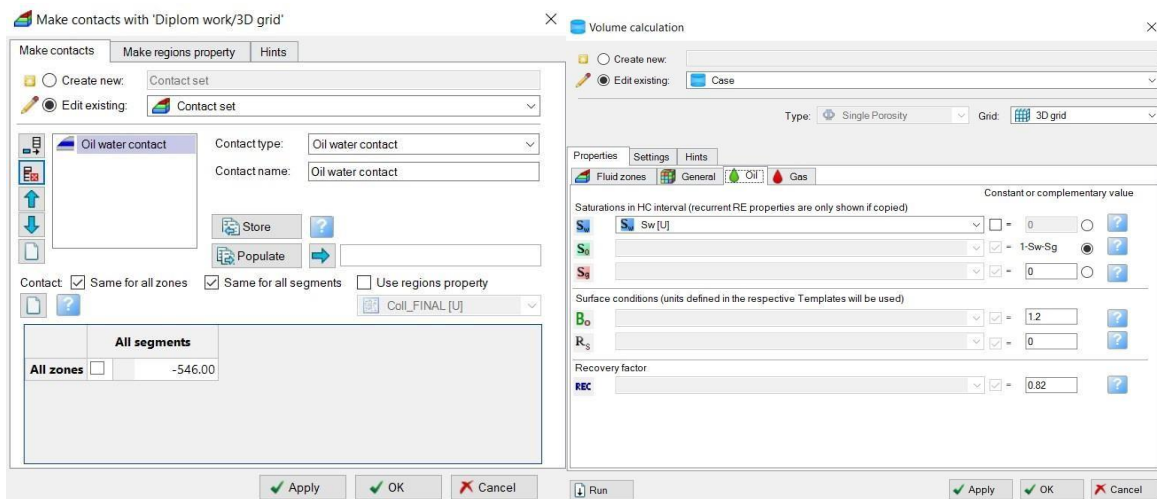 Make contacts with 'Diplom work/3D grid'
Make contacts Make regions property Hints
Create new: Contact set
Edit existing: Contact set
Oil water contact
Contact type: Oil water contact
Contact name: Oil water contact
Store
Populate
Contact: Same for all zones Same for all segments Use regions property
Coll_FINAL [U]
All segments
All zones -546.00
Apply OK Cancel
Volume calculation
Create new:
Edit existing: Case
Type: Single Porosity Grid: 3D grid
Properties Settings Hints
Fluid zones General Oil Gas
Constant or complementary value
Saturations in HC interval (recurrent RE properties are only shown if copied)
Sw Sw Sw [U] = 0
So = 1-Sw-Sg
Sg = 0
Surface conditions (units defined in the respective Templates will be used)
Bo = 1.2
Rs = 0
Recovery factor
REC = 0.82
Run Apply OK Cancel